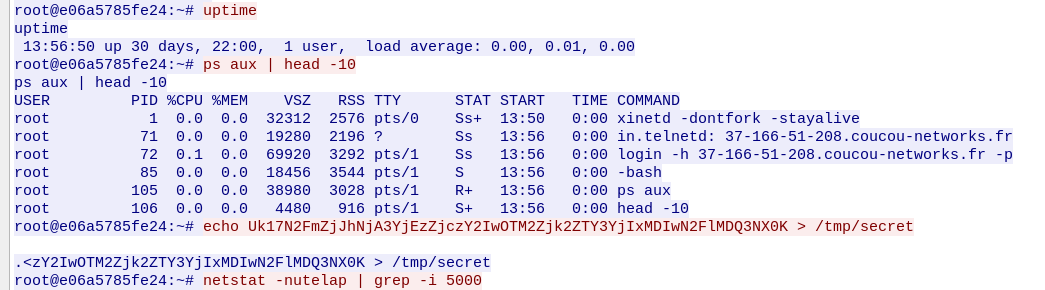 root@e06a5785fe24:~# uptime
uptime
 13:56:50 up 30 days, 22:00,  1 user,  load average: 0.00, 0.01, 0.00
root@e06a5785fe24:~# ps aux | head -10
ps aux | head -10
USER         PID %CPU %MEM    VSZ   RSS TTY      STAT START   TIME COMMAND
root           1  0.0  0.0  32312  2576 pts/0    Ss+  13:50   0:00 xinetd -dontfork -stayalive
root          71  0.0  0.0  19280  2196 ?        Ss   13:56   0:00 in.telnetd: 37-166-51-208.coucou-networks.fr
root          72  0.1  0.0  69920  3292 pts/1    Ss   13:56   0:00 login -h 37-166-51-208.coucou-networks.fr -p
root          85  0.0  0.0  18456  3544 pts/1    S    13:56   0:00 -bash
root         105  0.0  0.0  38980  3028 pts/1    R+   13:56   0:00 ps aux
root         106  0.0  0.0   4480   916 pts/1    S+   13:56   0:00 head -10
root@e06a5785fe24:~# echo Uk17N2FmZjJhNjA3YjEzZjczY2IwOTM2Zjk2ZTY3YjIxMDIwN2FlMDQ3NX0K > /tmp/secret
.<zY2IwOTM2Zjk2ZTY3YjIxMDIwN2FlMDQ3NX0K > /tmp/secret
root@e06a5785fe24:~# netstat -nutelap | grep -i 5000